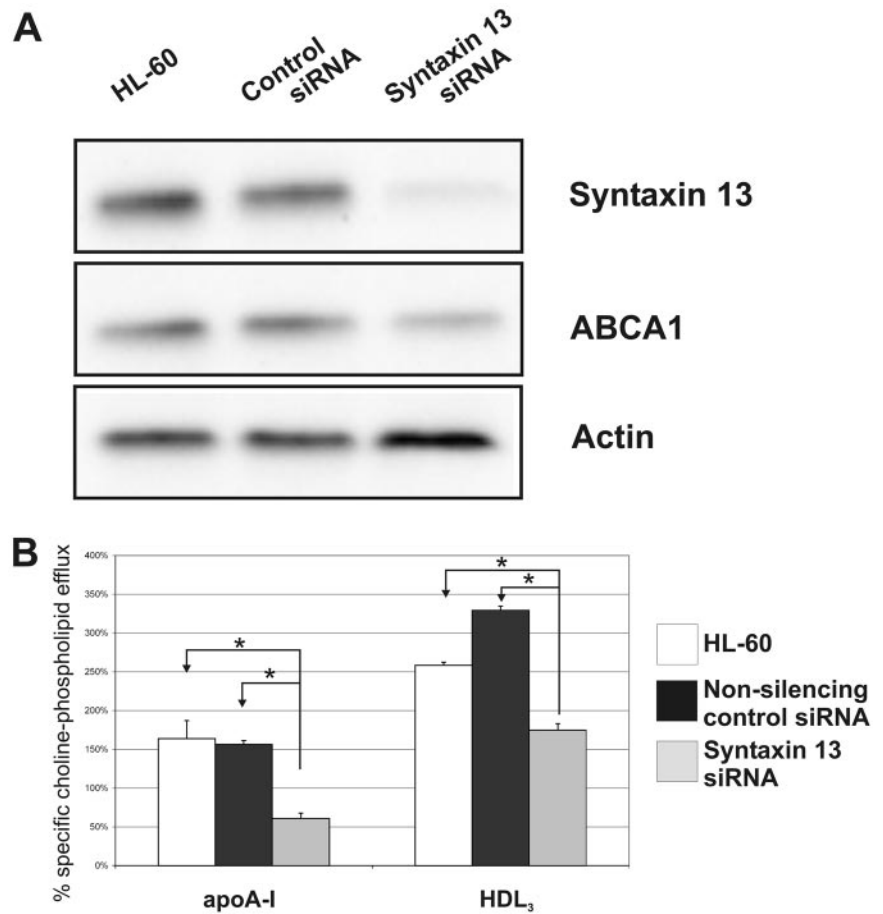 A
HL-60
Control
siRNA
Syntaxin 13
siRNA
Syntaxin 13
ABCA1
Actin
B
% specific choline-phospholipid efflux
400%
350%
300%
250%
200%
150%
100%
50%
0%
*
*
*
*
apoA-I
HDL₃
HL-60
Non-silencing
control siRNA
Syntaxin 13
siRNA